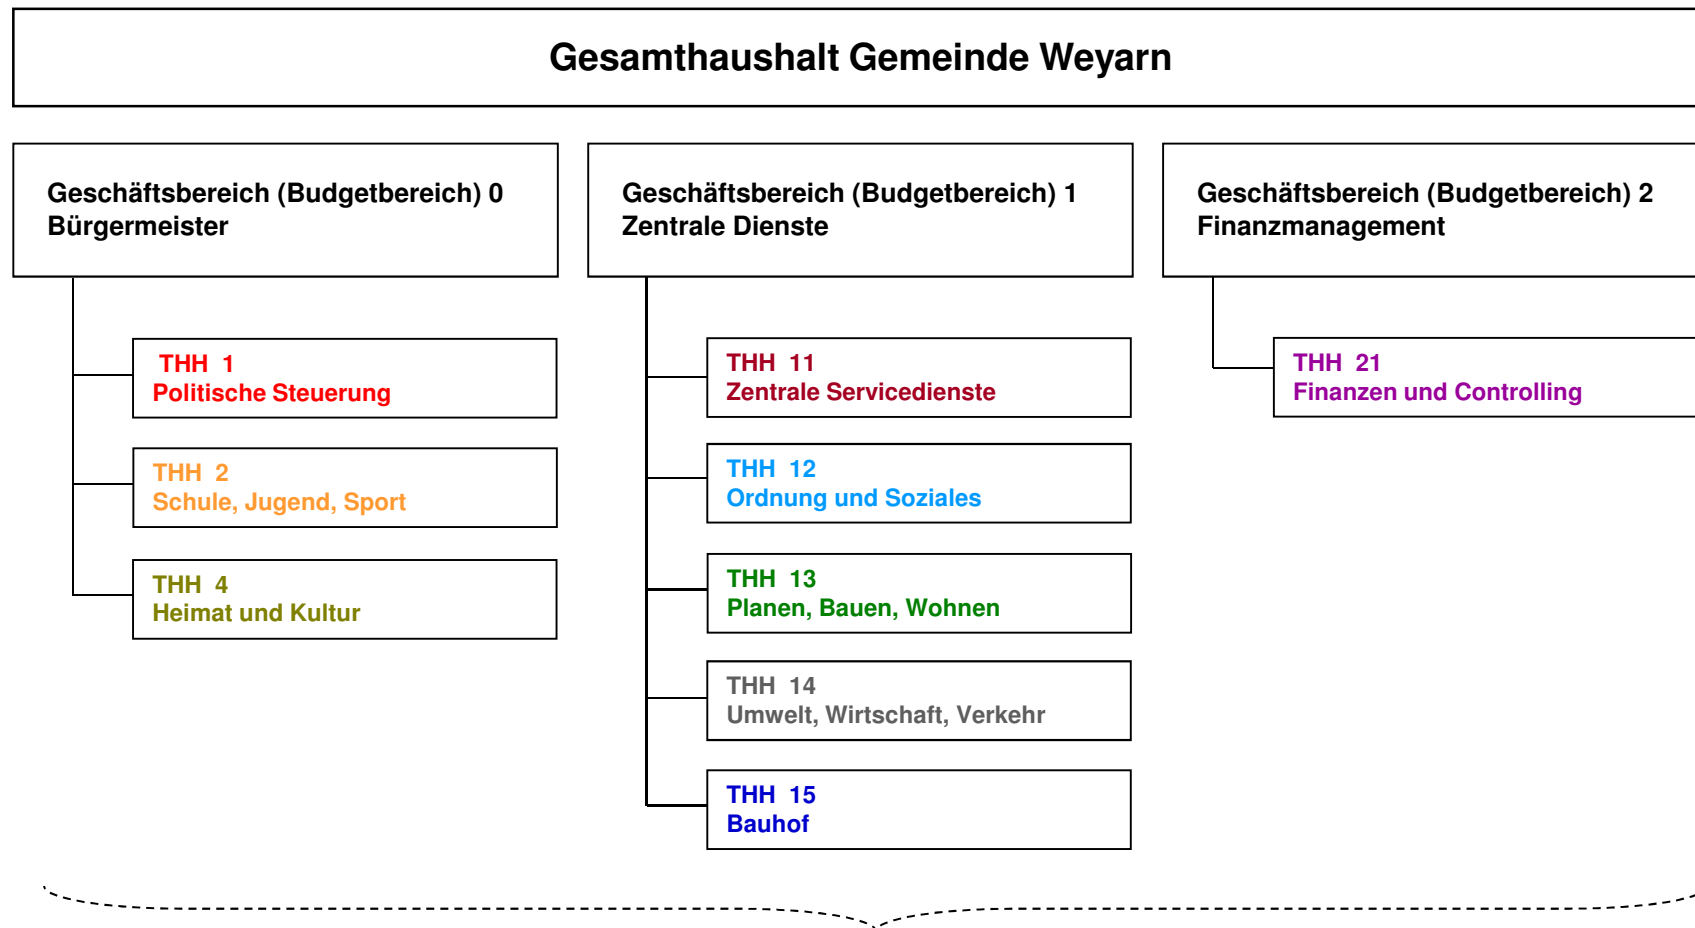 Gesamthaushalt Gemeinde Weyarn
Geschäftsbereich (Budgetbereich) 0
Bürgermeister
THH 1
Politische Steuerung
THH 2
Schule, Jugend, Sport
THH 4
Heimat und Kultur
Geschäftsbereich (Budgetbereich) 1
Zentrale Dienste
THH 11
Zentrale Servicedienste
THH 12
Ordnung und Soziales
THH 13
Planen, Bauen, Wohnen
THH 14
Umwelt, Wirtschaft, Verkehr
THH 15
Bauhof
Geschäftsbereich (Budgetbereich) 2
Finanzmanagement
THH 21
Finanzen und Controlling